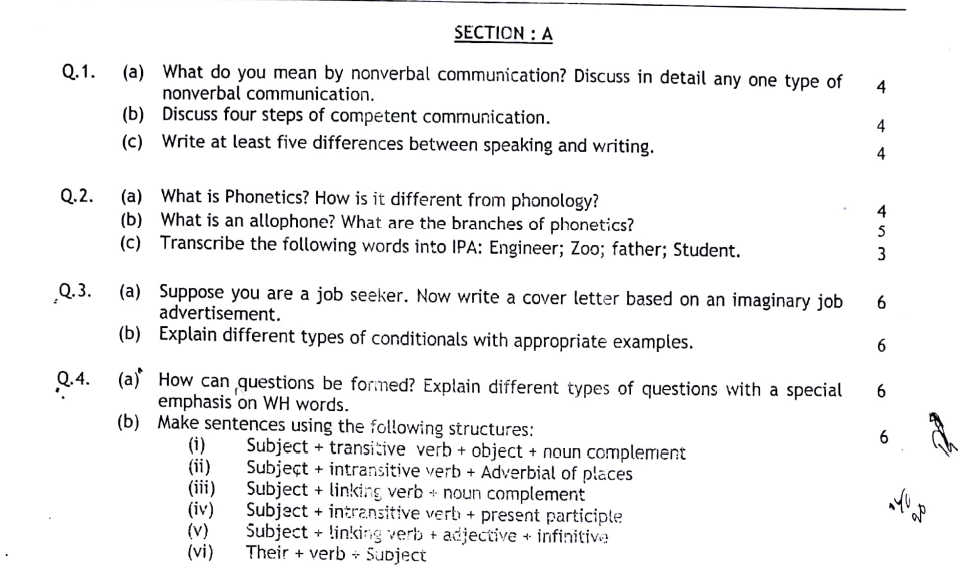 SECTION : A
Q.1. (a) What do you mean by nonverbal communication? Discuss in detail any one type of 4
nonverbal communication.
(b) Discuss four steps of competent communication. 4
(c) Write at least five differences between speaking and writing. 4
Q.2. (a) What is Phonetics? How is it different from phonology? 4
(b) What is an allophone? What are the branches of phonetics? 5
(c) Transcribe the following words into IPA: Engineer; Zoo; father; Student. 3
Q.3. (a) Suppose you are a job seeker. Now write a cover letter based on an imaginary job 6
advertisement.
(b) Explain different types of conditionals with appropriate examples. 6
Q.4. (a) How can questions be formed? Explain different types of questions with a special 6
emphasis on WH words.
(b) Make sentences using the following structures: 6
(i) Subject + transitive verb + object + noun complement
(ii) Subject + intransitive verb + Adverbial of places
(iii) Subject + linking verb + noun complement
(iv) Subject + intransitive verb + present participle
(v) Subject + linking verb + adjective + infinitive
(vi) Their + verb + Subject